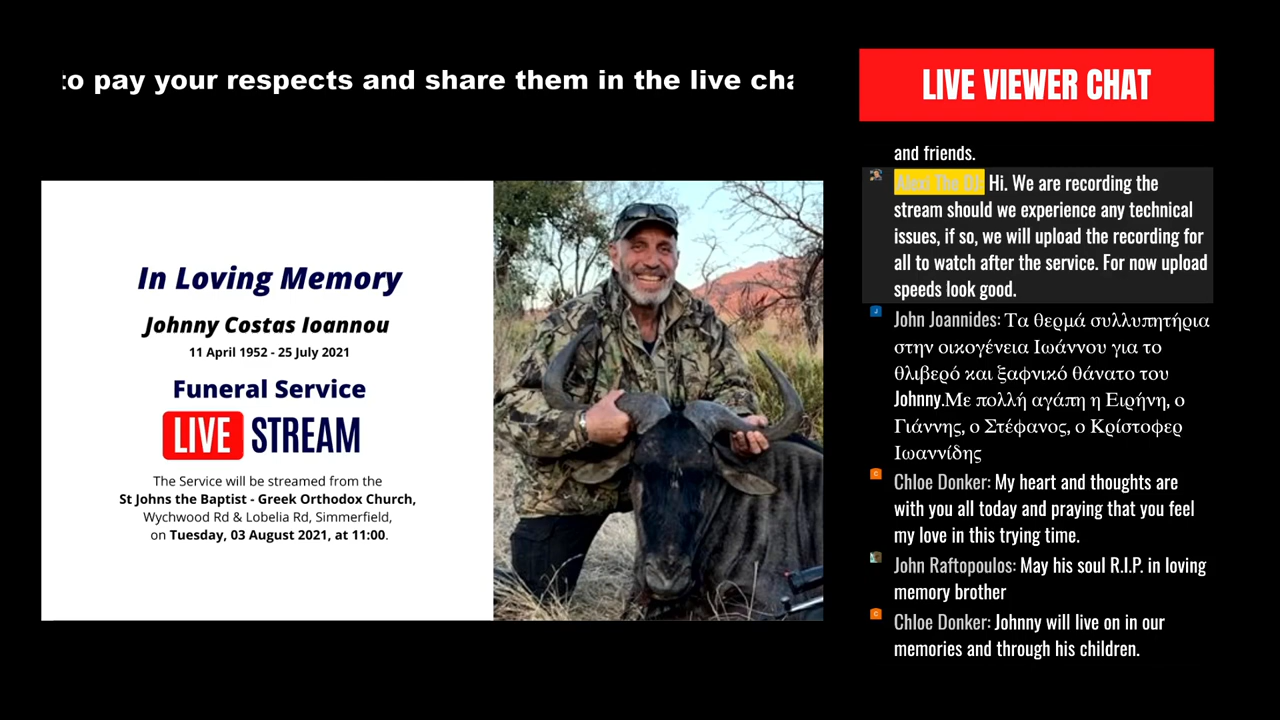 to pay your respects and share them in the live cha
In Loving Memory
Johnny Costas Ioannou
11 April 1952 - 25 July 2021
Funeral Service
LIVE STREAM
The Service will be streamed from the
St Johns the Baptist - Greek Orthodox Church,
Wychwood Rd & Lobelia Rd, Simmerfield,
on Tuesday, 03 August 2021, at 11:00.
LIVE VIEWER CHAT
and friends.
Alexi The DJ: Hi. We are recording the
stream should we experience any technical
issues, if so, we will upload the recording for
all to watch after the service. For now upload
speeds look good.
J
John Joannides: Τα θερμά συλλυπητήρια
στην οικογένεια Ιωάννου για το
θλιβερό και ξαφνικό θάνατο του
Johnny.Με πολλή αγάπη η Ειρήνη, ο
Γιάννης, ο Στέφανος, ο Κρίστοφερ
Ιωαννίδης
C
Chloe Donker: My heart and thoughts are
with you all today and praying that you feel
my love in this trying time.
John Raftopoulos: May his soul R.I.P. in loving
memory brother
C
Chloe Donker: Johnny will live on in our
memories and through his children.